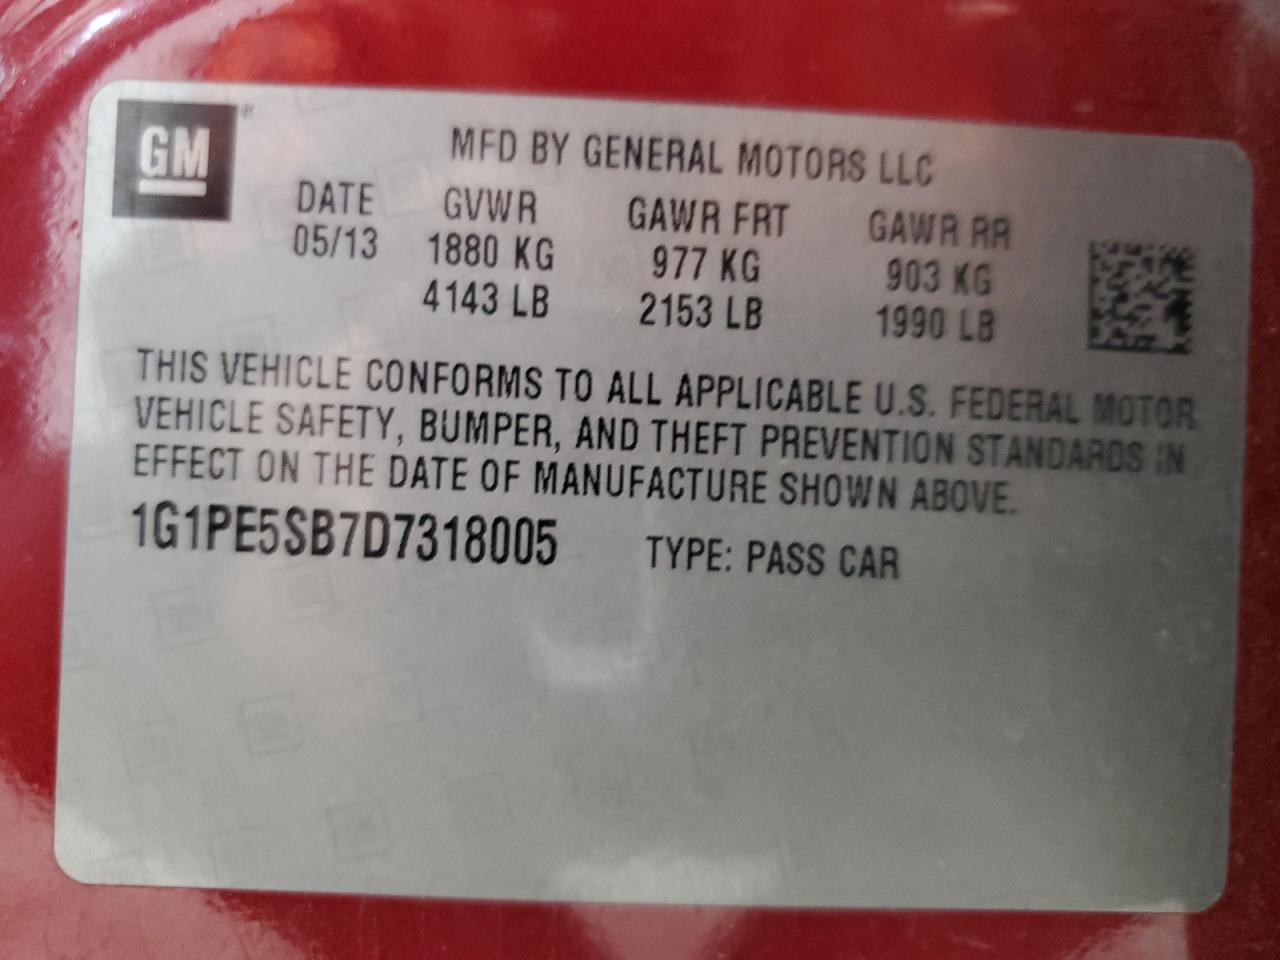 GM
MFD BY GENERAL MOTORS LLC
DATE GVWR GAWR FRT GAWR RR
05/13 1880 KG 977 KG 903 KG
4143 LB 2153 LB 1990 LB
THIS VEHICLE CONFORMS TO ALL APPLICABLE U.S. FEDERAL MOTOR
VEHICLE SAFETY, BUMPER, AND THEFT PREVENTION STANDARDS IN
EFFECT ON THE DATE OF MANUFACTURE SHOWN ABOVE.
1G1PE5SB7D7318005 TYPE: PASS CAR